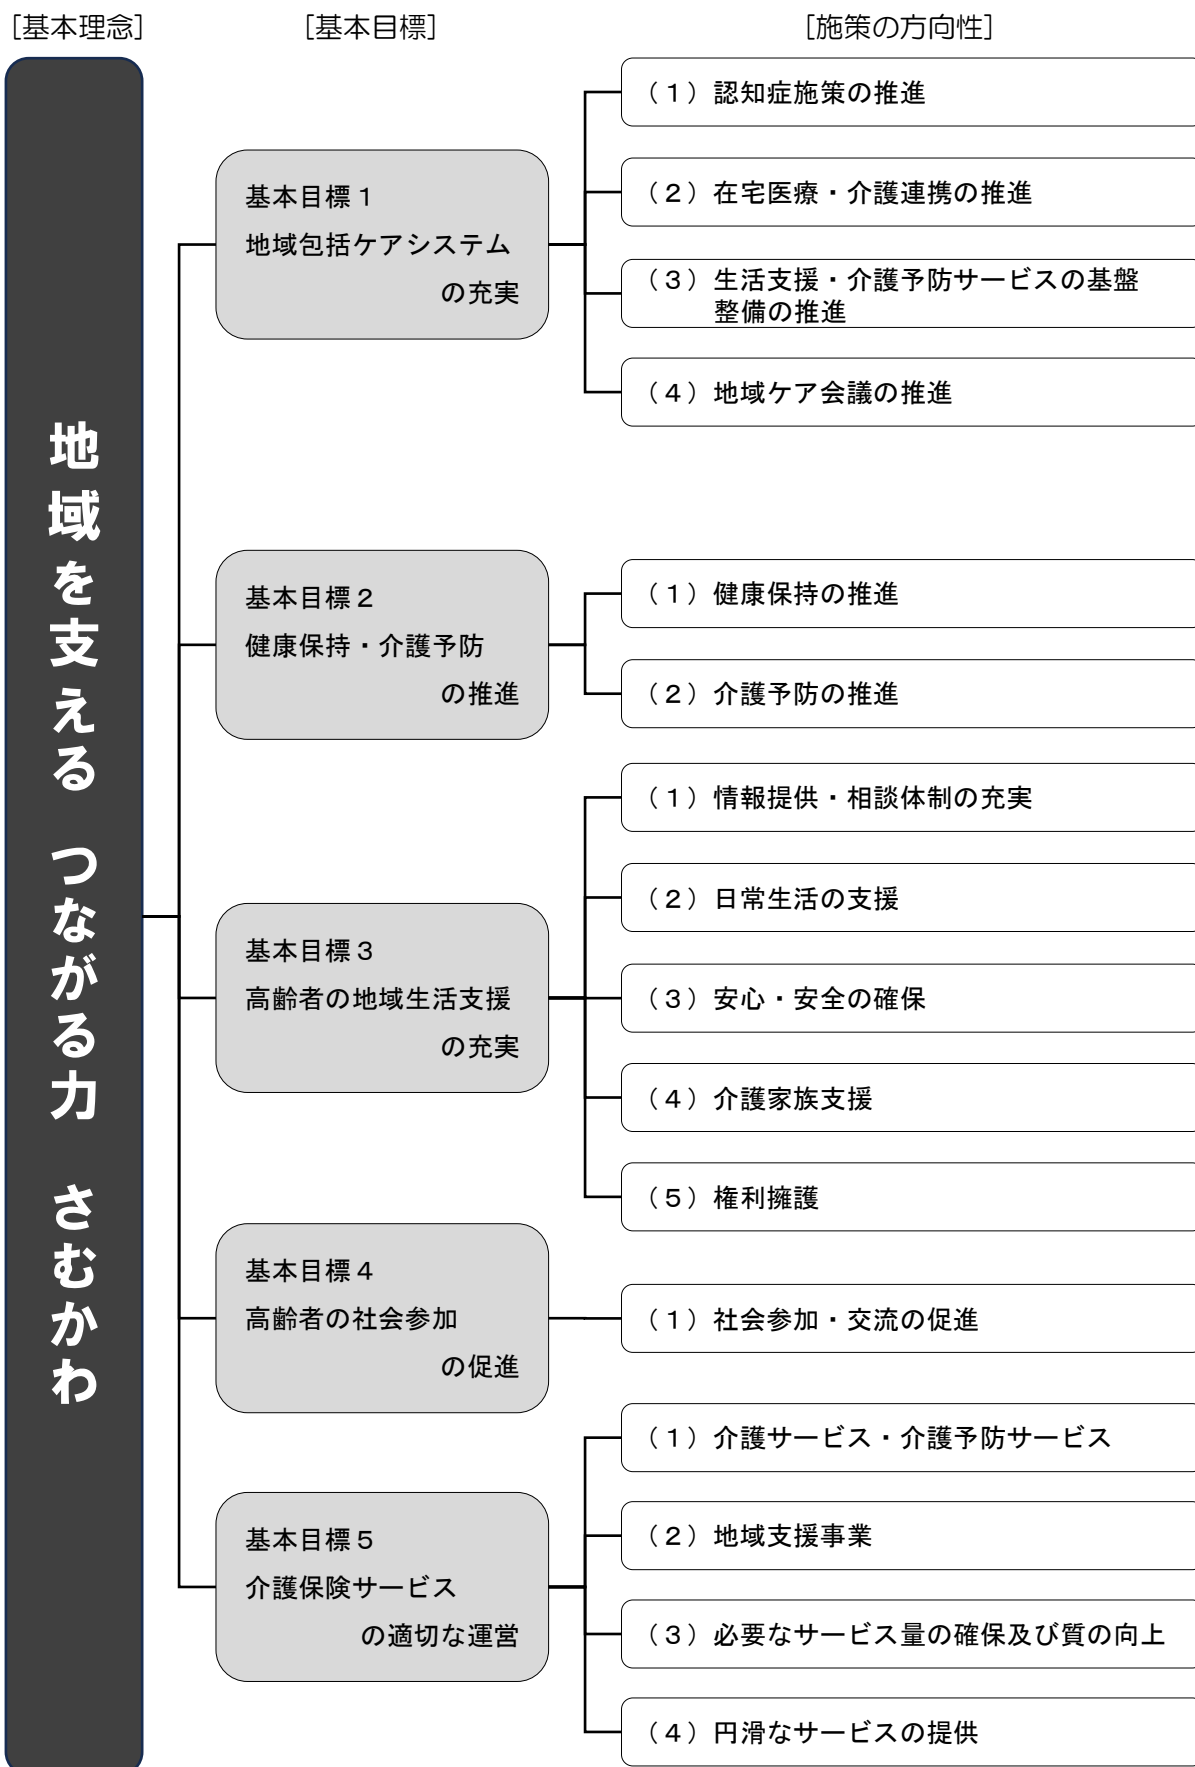 [基本理念]
[基本目標]
[施策の方向性]
地域を支える つながる力 さむかわ
基本目標1
地域包括ケアシステム
の充実
(1)認知症施策の推進
(2)在宅医療・介護連携の推進
(3)生活支援・介護予防サービスの基盤
整備の推進
(4)地域ケア会議の推進
基本目標2
健康保持・介護予防
の推進
(1)健康保持の推進
(2)介護予防の推進
基本目標3
高齢者の地域生活支援
の充実
(1)情報提供・相談体制の充実
(2)日常生活の支援
(3)安心・安全の確保
(4)介護家族支援
(5)権利擁護
基本目標4
高齢者の社会参加
の促進
(1)社会参加・交流の促進
基本目標5
介護保険サービス
の適切な運営
(1)介護サービス・介護予防サービス
(2)地域支援事業
(3)必要なサービス量の確保及び質の向上
(4)円滑なサービスの提供